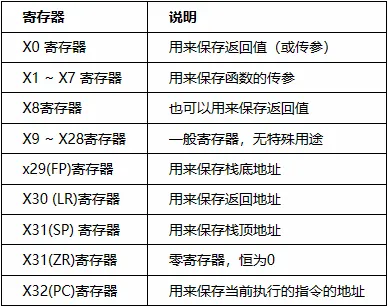 寄存器 说明
X0 寄存器 用来保存返回值（或传参）
X1 ~ X7 寄存器 用来保存函数的传参
X8寄存器 也可以用来保存返回值
X9 ~ X28寄存器 一般寄存器，无特殊用途
x29(FP)寄存器 用来保存栈底地址
X30 (LR)寄存器 用来保存返回地址
X31(SP) 寄存器 用来保存栈顶地址
X31(ZR)寄存器 零寄存器，恒为0
X32(PC)寄存器 用来保存当前执行的指令的地址